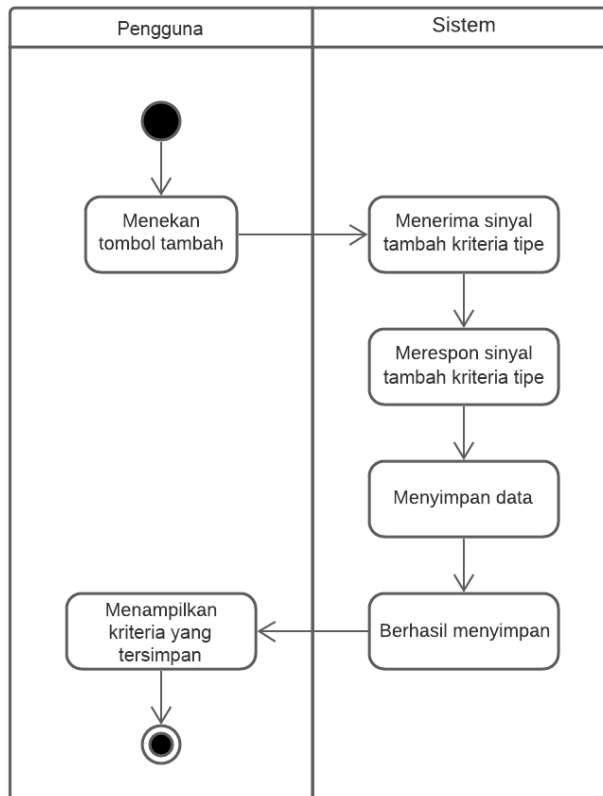 Pengguna
Sistem
Menekan
tombol tambah
Menerima sinyal
tambah kriteria tipe
Merespon sinyal
tambah kriteria tipe
Menyimpan data
Berhasil menyimpan
Menampilkan
kriteria yang
tersimpan